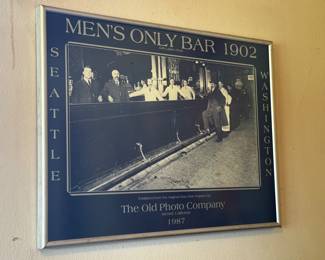 MEN'S ONLY BAR 1902
SEATTLE
WASHINGTON
The Old Photo Company
1987